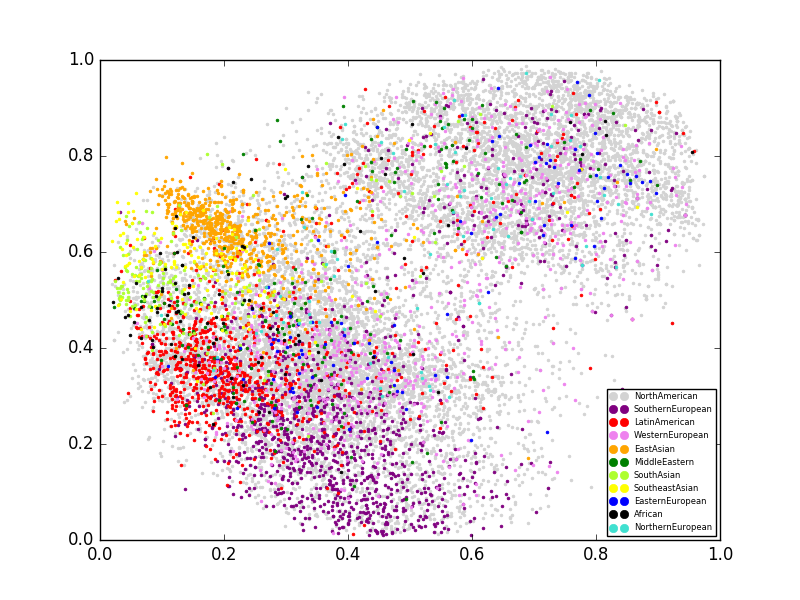 1.0
0.8
0.6
0.4
0.2
0.0
0.0 0.2 0.4 0.6 0.8 1.0
NorthAmerican
SouthernEuropean
LatinAmerican
WesternEuropean
EastAsian
MiddleEastern
SouthAsian
SoutheastAsian
EasternEuropean
African
NorthernEuropean